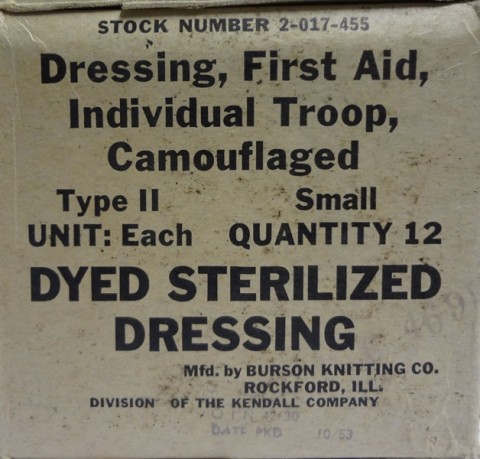 STOCK NUMBER 2-017-455
Dressing, First Aid,
Individual Troop,
Camouflaged
Type II Small
UNIT: Each QUANTITY 12
DYED STERILIZED
DRESSING
Mfd. by BURSON KNITTING CO.
ROCKFORD, ILL.
DIVISION OF THE KENDALL COMPANY
DATE PKD 10/53